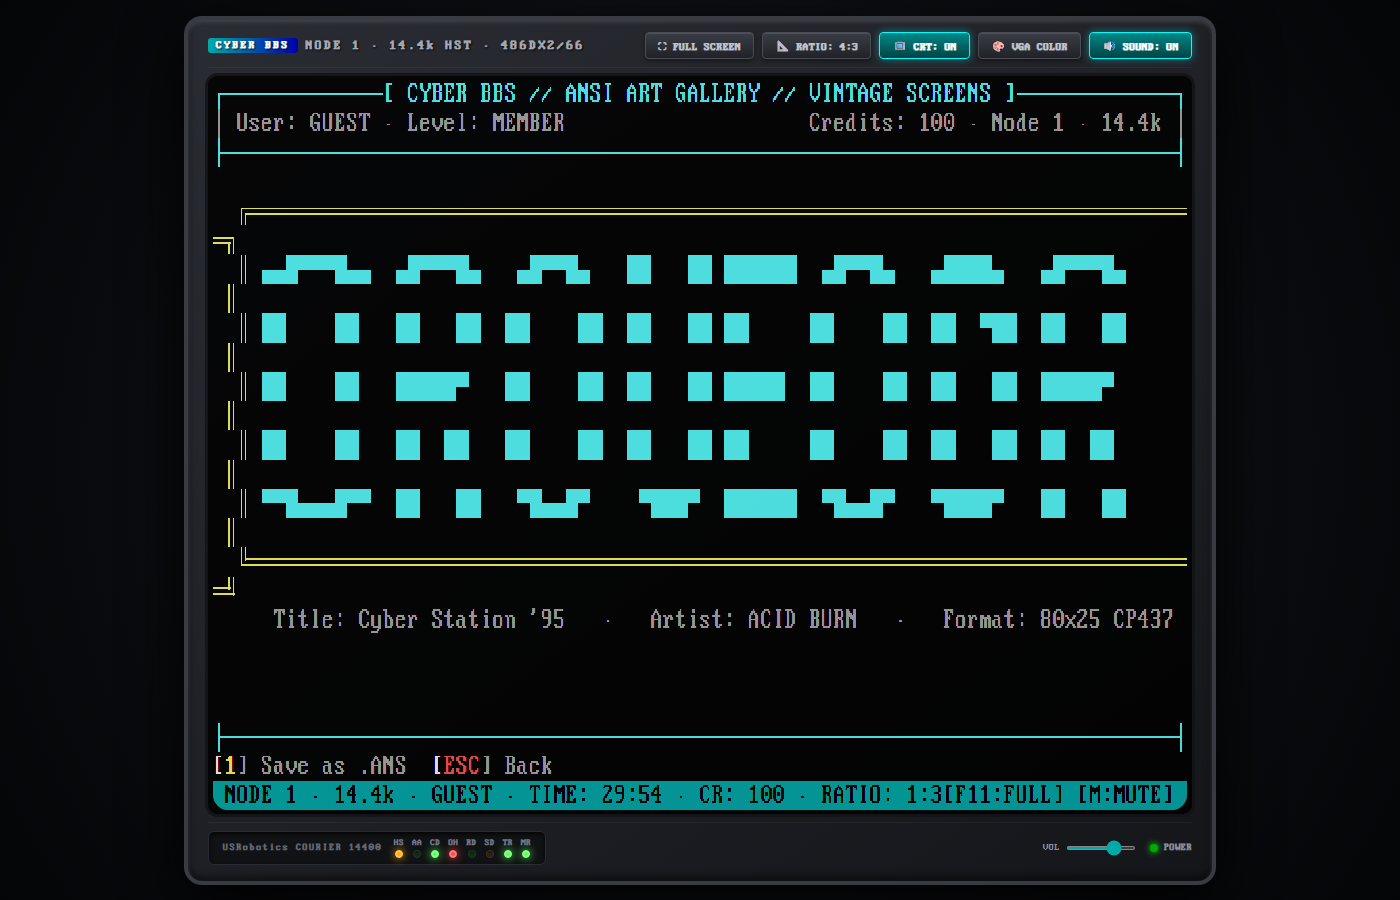 CYBER BBS NODE 1 · 14.4k HST · 486DX2/66 FULL SCREEN RATIO: 4:3 CRT: ON VGA COLOR SOUND: ON
[ CYBER BBS // ANSI ART GALLERY // VINTAGE SCREENS ]
User: GUEST · Level: MEMBER Credits: 100 · Node 1 · 14.4k
Title: Cyber Station '95 · Artist: ACID BURN · Format: 80x25 CP437
[1] Save as .ANS [ESC] Back
NODE 1 · 14.4k · GUEST · TIME: 29:54 · CR: 100 · RATIO: 1:3[F11:FULL] [M:MUTE]
USRobotics COURIER 14400 HS AA CD OH RD SD TR MR VOL POWER